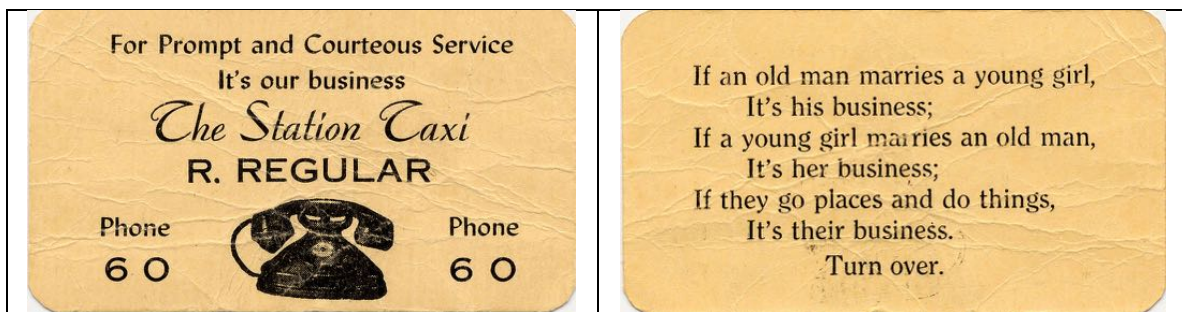 For Prompt and Courteous Service
It's our business
The Station Taxi
R. REGULAR
Phone
60
Phone
60
If an old man marries a young girl,
It's his business;
If a young girl marries an old man,
It's her business;
If they go places and do things,
It's their business.
Turn over.